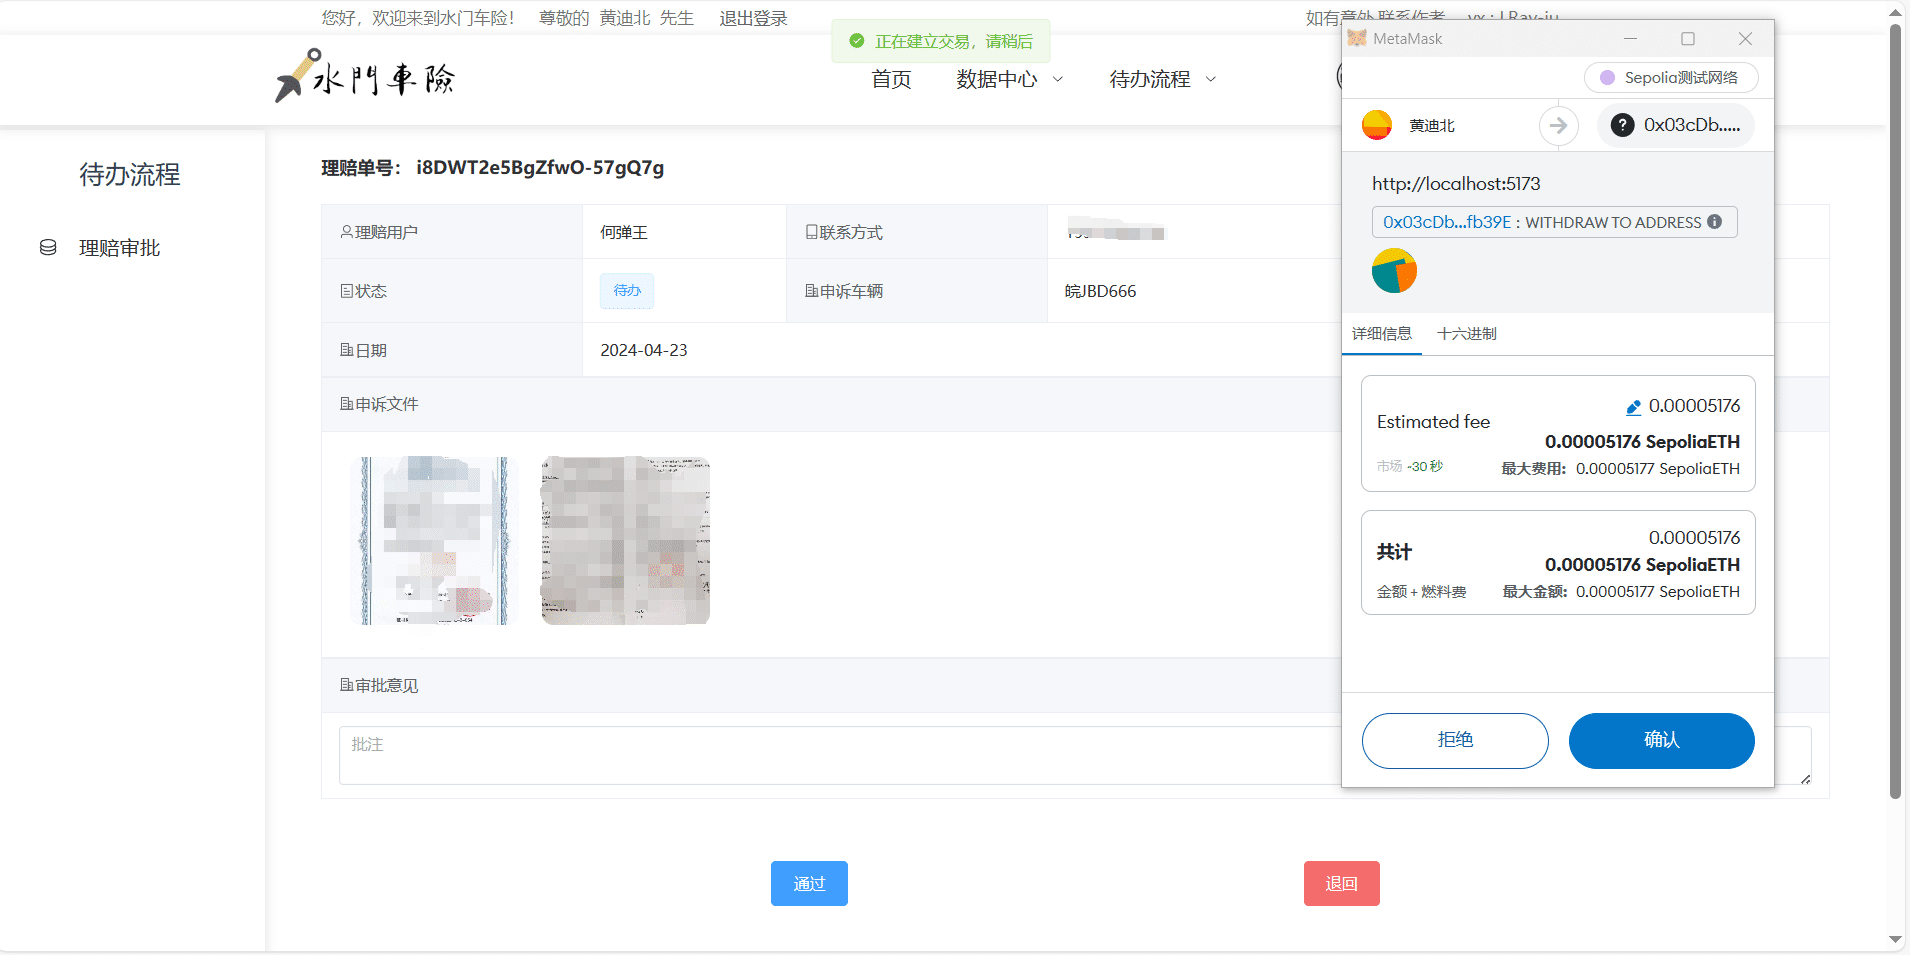 您好，欢迎来到水门车险！ 尊敬的 黄迪北 先生 退出登录
如有意外 联系作者
正在建立交易，请稍后
水門車險
首页 数据中心 待办流程
待办流程
理赔审批
理赔单号： i8DWT2e5BgZfwO-57gQ7g
理赔用户 何弹王 联系方式
状态 待办 申诉车辆 皖JBD666
日期 2024-04-23
申诉文件
审批意见
批注
通过 退回
MetaMask
Sepolia测试网络
黄迪北 0x03cDb.....
http://localhost:5173
0x03cDb...fb39E : WITHDRAW TO ADDRESS
详细信息 十六进制
0.00005176
Estimated fee
0.00005176 SepoliaETH
市场 ~30 秒 最大费用: 0.00005177 SepoliaETH
0.00005176
共计
0.00005176 SepoliaETH
金额 + 燃料费 最大金额: 0.00005177 SepoliaETH
拒绝 确认